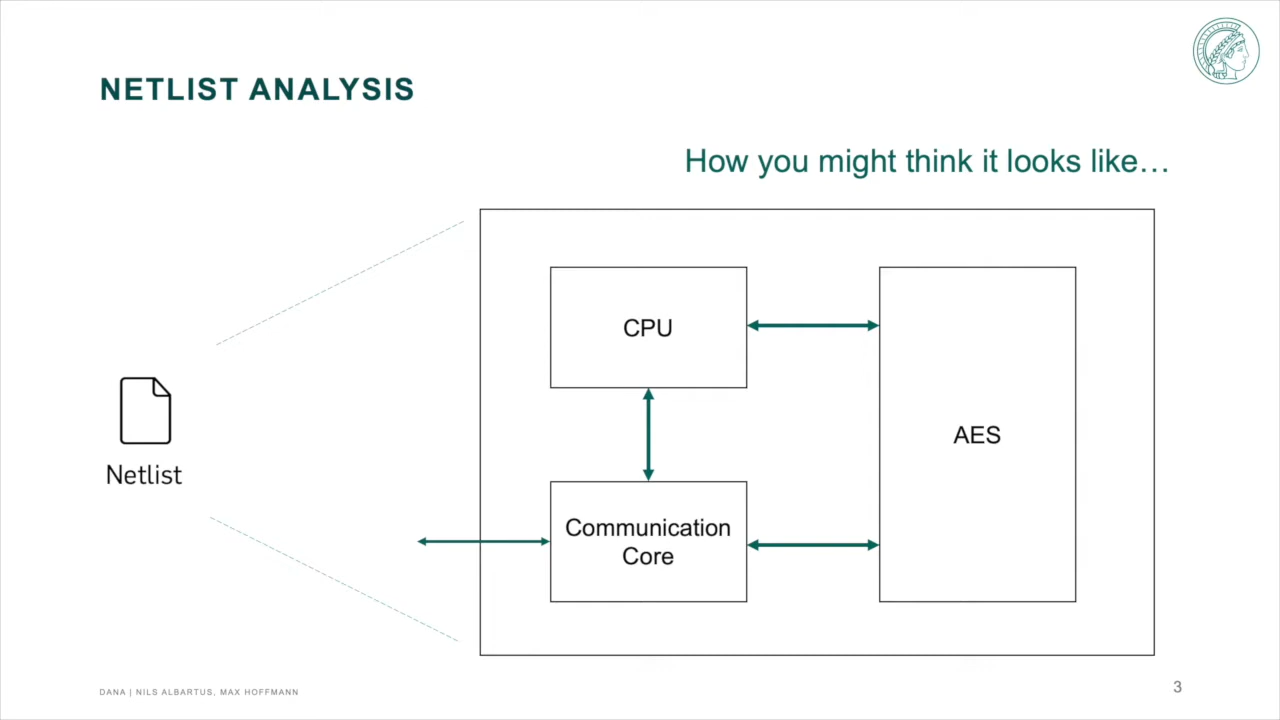 NETLIST ANALYSIS
How you might think it looks like…
CPU
AES
Netlist
Communication
Core
DANA | NILS ALBARTUS, MAX HOFFMANN
3